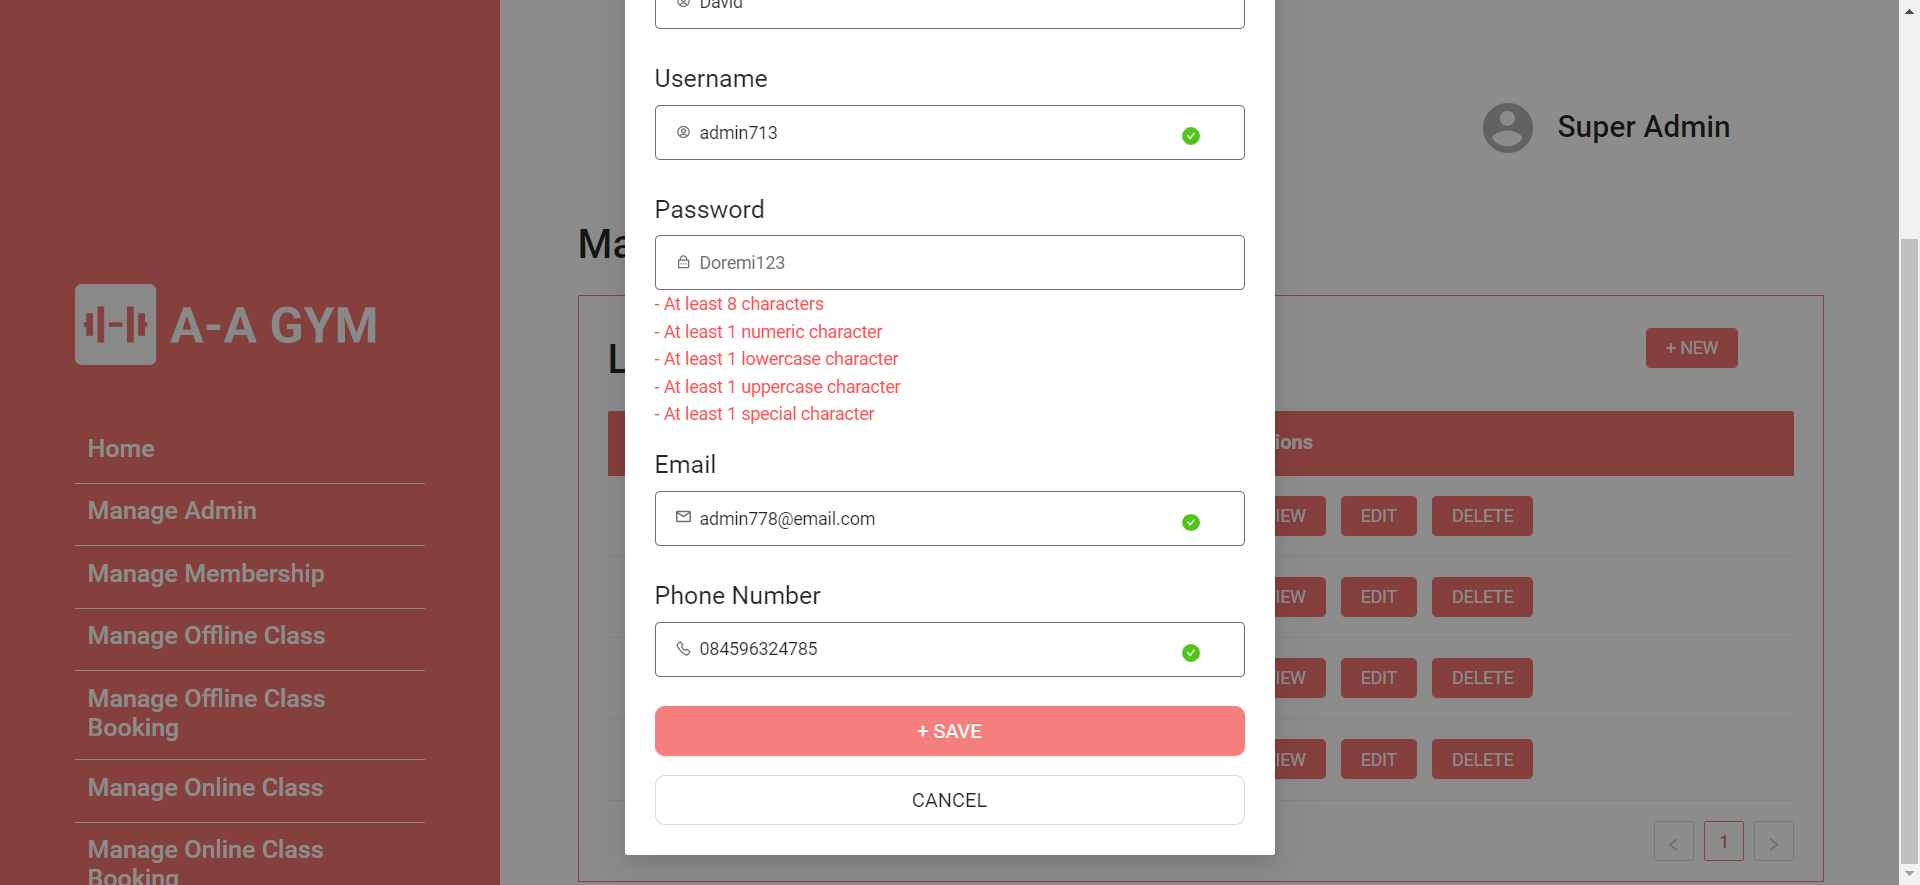 David
Username
admin713
Super Admin
Password
Ma
Doremi123
- At least 8 characters
- At least 1 numeric character
- At least 1 lowercase character
- At least 1 uppercase character
- At least 1 special character
A-A GYM
L
+ NEW
Home
Manage Admin
Manage Membership
Manage Offline Class
Manage Offline Class
Booking
Manage Online Class
Manage Online Class
Booking
ions
Email
admin778@email.com
IEW EDIT DELETE
Phone Number
IEW EDIT DELETE
084596324785
IEW EDIT DELETE
+ SAVE
IEW EDIT DELETE
CANCEL
< 1 >